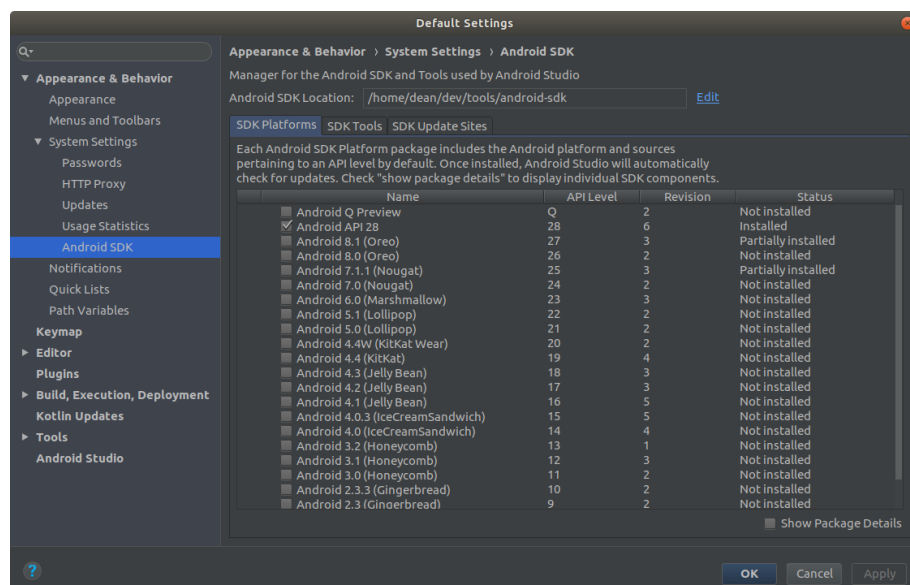 Default Settings
Appearance & Behavior
Appearance
Menus and Toolbars
System Settings
Passwords
HTTP Proxy
Updates
Usage Statistics
Android SDK
Notifications
Quick Lists
Path Variables
Keymap
Editor
Plugins
Build, Execution, Deployment
Kotlin Updates
Tools
Android Studio
Appearance & Behavior › System Settings › Android SDK
Manager for the Android SDK and Tools used by Android Studio
Android SDK Location: /home/dean/dev/tools/android-sdk Edit
SDK Platforms SDK Tools SDK Update Sites
Each Android SDK Platform package includes the Android platform and sources
pertaining to an API level by default. Once installed, Android Studio will automatically
check for updates. Check "show package details" to display individual SDK components.
Name API Level Revision Status
Android Q Preview Q 2 Not installed
Android API 28 28 6 Installed
Android 8.1 (Oreo) 27 3 Partially installed
Android 8.0 (Oreo) 26 2 Not installed
Android 7.1.1 (Nougat) 25 3 Partially installed
Android 7.0 (Nougat) 24 2 Not installed
Android 6.0 (Marshmallow) 23 3 Not installed
Android 5.1 (Lollipop) 22 2 Not installed
Android 5.0 (Lollipop) 21 2 Not installed
Android 4.4W (KitKat Wear) 20 2 Not installed
Android 4.4 (KitKat) 19 4 Not installed
Android 4.3 (Jelly Bean) 18 3 Not installed
Android 4.2 (Jelly Bean) 17 3 Not installed
Android 4.1 (Jelly Bean) 16 5 Not installed
Android 4.0.3 (IceCreamSandwich) 15 5 Not installed
Android 4.0 (IceCreamSandwich) 14 4 Not installed
Android 3.2 (Honeycomb) 13 1 Not installed
Android 3.1 (Honeycomb) 12 3 Not installed
Android 3.0 (Honeycomb) 11 2 Not installed
Android 2.3.3 (Gingerbread) 10 2 Not installed
Android 2.3 (Gingerbread) 9 2 Not installed
Show Package Details
? OK Cancel Apply